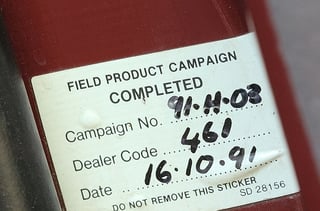 FIELD PRODUCT CAMPAIGN
COMPLETED
Campaign No. 91-H-03
Dealer Code 461
Date 16.10.91
DO NOT REMOVE THIS STICKER
SD 28156